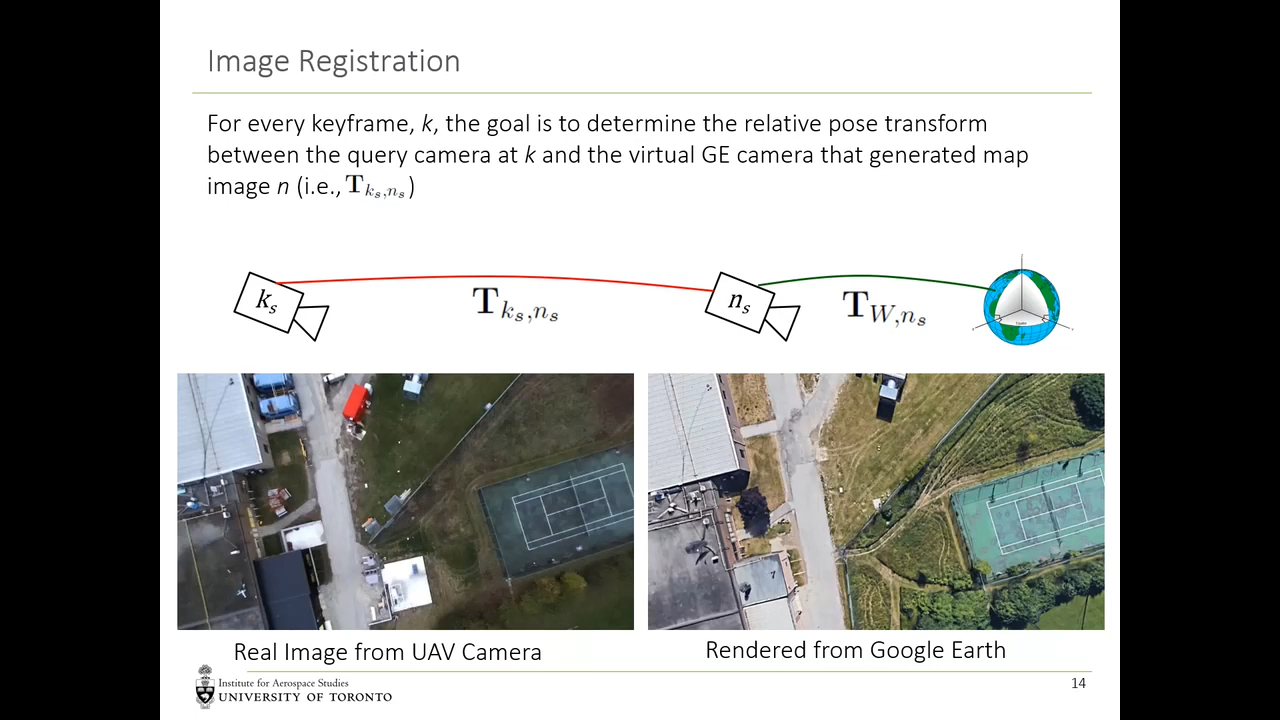 Image Registration
For every keyframe, k, the goal is to determine the relative pose transform
between the query camera at k and the virtual GE camera that generated map
image n (i.e., T_{k_s,n_s})
k_s
T_{k_s,n_s}
n_s
T_{W,n_s}
Real Image from UAV Camera
Rendered from Google Earth
Institute for Aerospace Studies
UNIVERSITY OF TORONTO
14